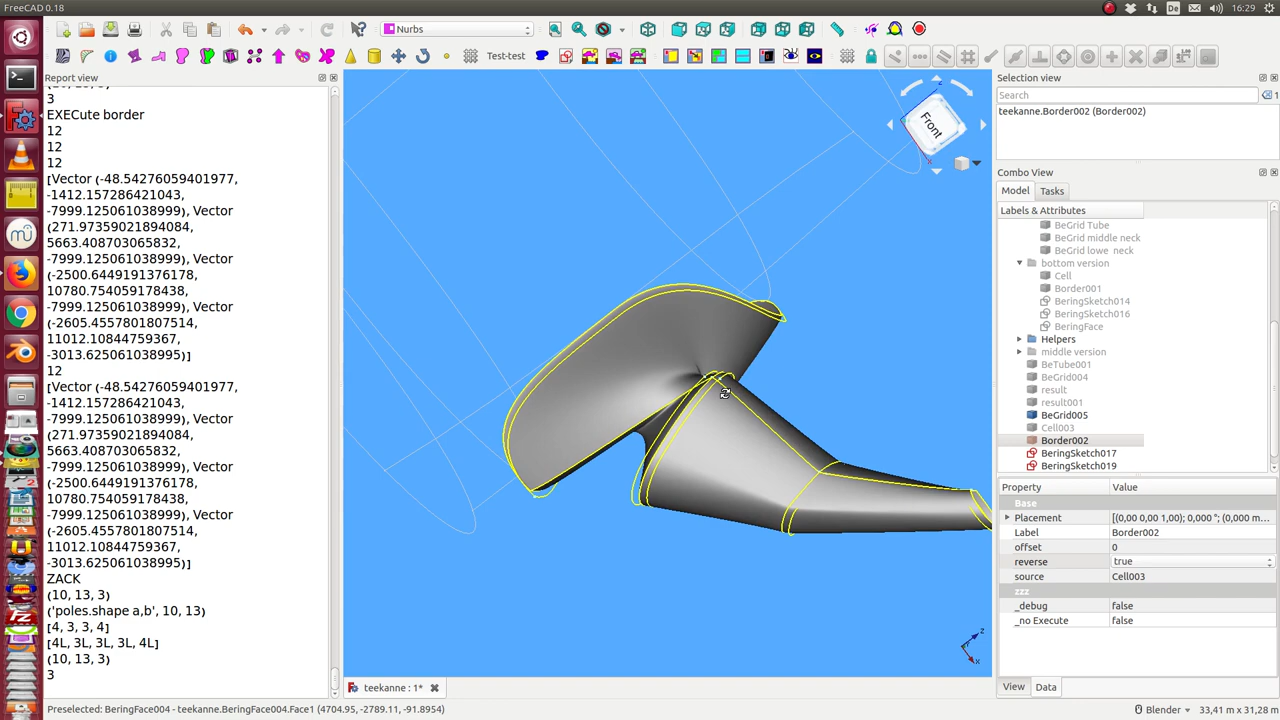 FreeCAD 0.18
De
16:29
Nurbs
Test-test
Report view
3
EXECute border
12
12
12
[Vector (-48.54276059401977,
-1412.157286421043,
-7999.125061038999), Vector
(271.97359021894084,
5663.408703065832,
-7999.125061038999), Vector
(-2500.6449191376178,
10780.754059178438,
-7999.125061038999), Vector
(-2605.4557801807514,
11012.10844759367,
-3013.625061038995)]
12
[Vector (-48.54276059401977,
-1412.157286421043,
-7999.125061038999), Vector
(271.97359021894084,
5663.408703065832,
-7999.125061038999), Vector
(-2500.6449191376178,
10780.754059178438,
-7999.125061038999), Vector
(-2605.4557801807514,
11012.10844759367,
-3013.625061038995)]
ZACK
(10, 13, 3)
('poles.shape a,b', 10, 13)
[4, 3, 3, 4]
[4L, 3L, 3L, 3L, 4L]
(10, 13, 3)
3
Front
z
x
teekanne : 1*
Selection view
Search
1
teekanne.Border002 (Border002)
Combo View
Model
Tasks
Labels & Attributes
BeGrid Tube
BeGrid middle neck
BeGrid lowe neck
bottom version
Cell
Border001
BeringSketch014
BeringSketch016
BeringFace
Helpers
middle version
BeTube001
BeGrid004
result
result001
BeGrid005
Cell003
Border002
BeringSketch017
BeringSketch019
Property
Value
Base
Placement
[(0,00 0,00 1,00); 0,000 °; (0,000 m...
Label
Border002
offset
0
reverse
true
source
Cell003
zzz
_debug
false
_no Execute
false
View
Data
Preselected: BeringFace004 - teekanne.BeringFace004.Face1 (4704.95, -2789.11, -91.8954)
Blender
33,41 m x 31,28 m